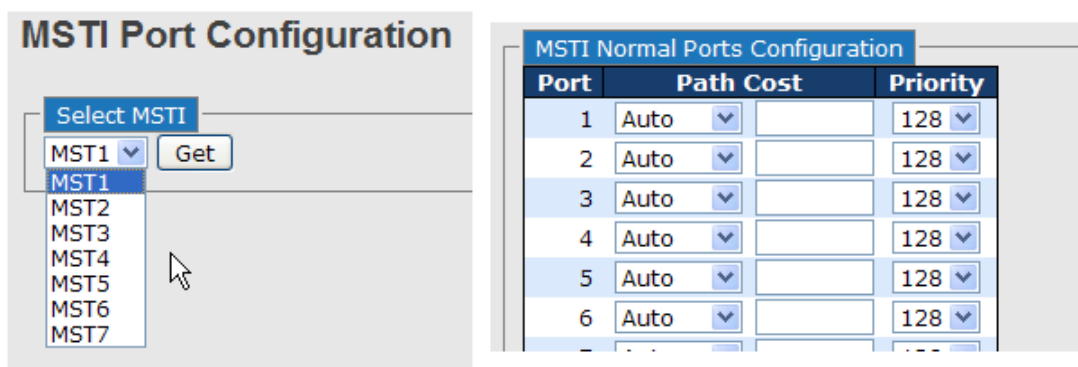 MSTI Port Configuration
Select MSTI
MST1 Get
MST1
MST2
MST3
MST4
MST5
MST6
MST7
MSTI Normal Ports Configuration
Port Path Cost Priority
1 Auto 128
2 Auto 128
3 Auto 128
4 Auto 128
5 Auto 128
6 Auto 128